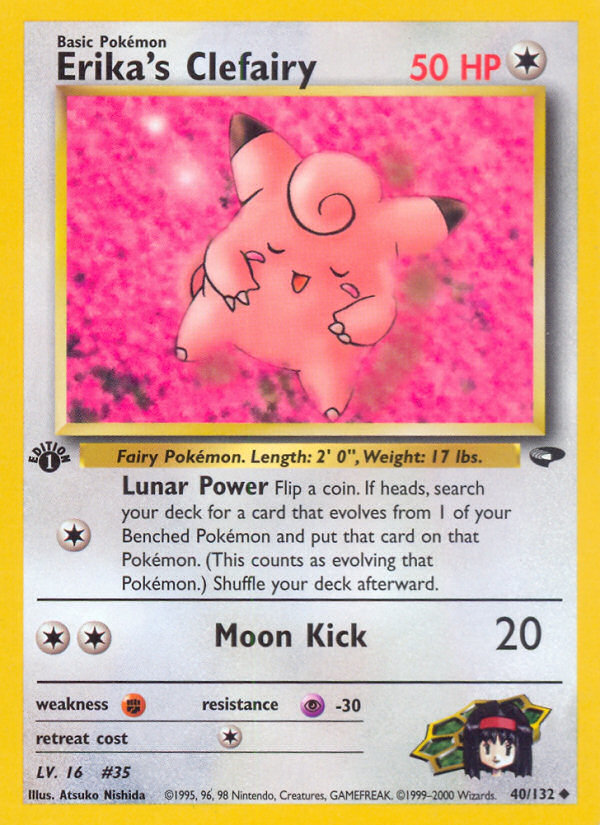 Basic Pokémon
Erika's Clefairy
50 HP
EDITION
1
Fairy Pokémon. Length: 2' 0", Weight: 17 lbs.
Lunar Power Flip a coin. If heads, search
your deck for a card that evolves from 1 of your
Benched Pokémon and put that card on that
Pokémon. (This counts as evolving that
Pokémon.) Shuffle your deck afterward.
Moon Kick 20
weakness resistance -30
retreat cost
LV. 16 #35
Illus. Atsuko Nishida ©1995, 96, 98 Nintendo, Creatures, GAMEFREAK. ©1999-2000 Wizards. 40/132